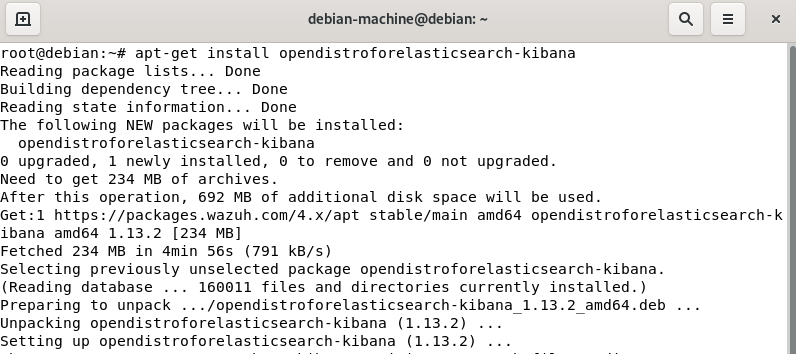 debian-machine@debian: ~
root@debian:~# apt-get install opendistroforelasticsearch-kibana
Reading package lists... Done
Building dependency tree... Done
Reading state information... Done
The following NEW packages will be installed:
  opendistroforelasticsearch-kibana
0 upgraded, 1 newly installed, 0 to remove and 0 not upgraded.
Need to get 234 MB of archives.
After this operation, 692 MB of additional disk space will be used.
Get:1 https://packages.wazuh.com/4.x/apt stable/main amd64 opendistroforelasticsearch-k
ibana amd64 1.13.2 [234 MB]
Fetched 234 MB in 4min 56s (791 kB/s)
Selecting previously unselected package opendistroforelasticsearch-kibana.
(Reading database ... 160011 files and directories currently installed.)
Preparing to unpack .../opendistroforelasticsearch-kibana_1.13.2_amd64.deb ...
Unpacking opendistroforelasticsearch-kibana (1.13.2) ...
Setting up opendistroforelasticsearch-kibana (1.13.2) ...